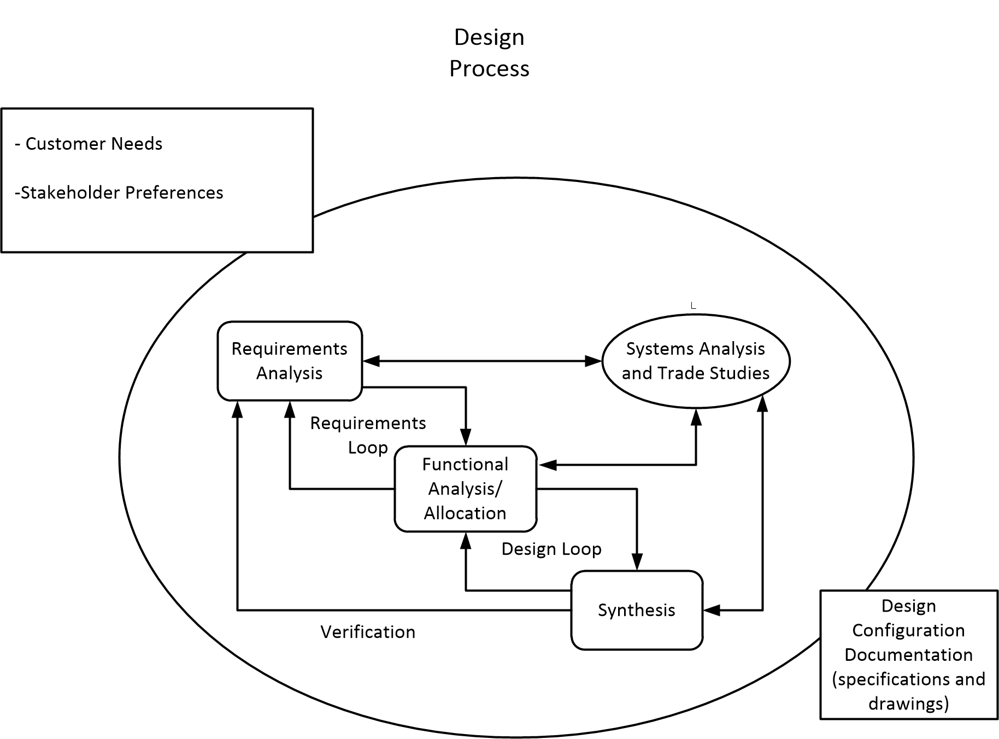 Design
Process
- Customer Needs
-Stakeholder Preferences
L
Requirements
Analysis
Systems Analysis
and Trade Studies
Requirements
Loop
Functional
Analysis/
Allocation
Design Loop
Synthesis
Verification
Design
Configuration
Documentation
(specifications and
drawings)